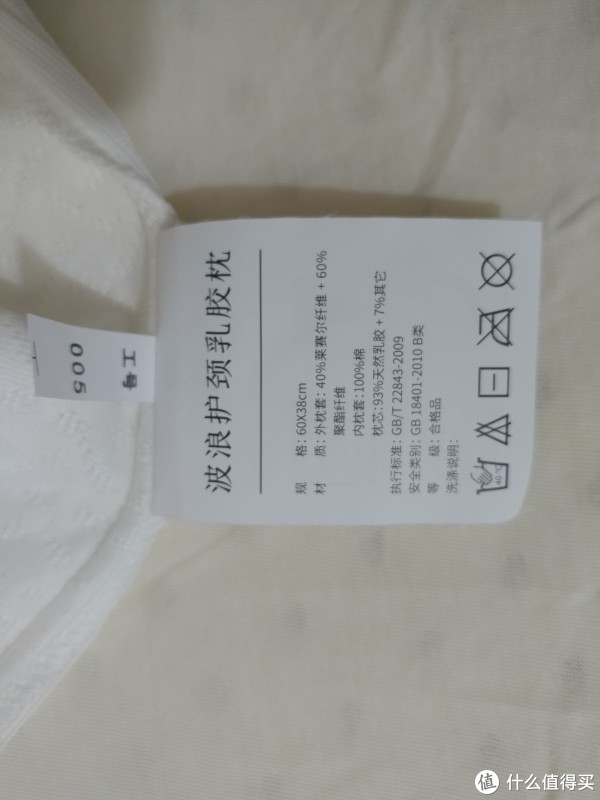 波浪护颈乳胶枕
规 格: 60X38cm
材 质: 外枕套: 40%莱赛尔纤维 + 60%
聚酯纤维
内枕套:100%棉
枕芯:93%天然乳胶 + 7%其它
执行标准: GB/T 22843-2009
安全类别: GB 18401-2010 B类
等 级: 合格品
洗涤说明:
40℃
工号
005
值 什么值得买